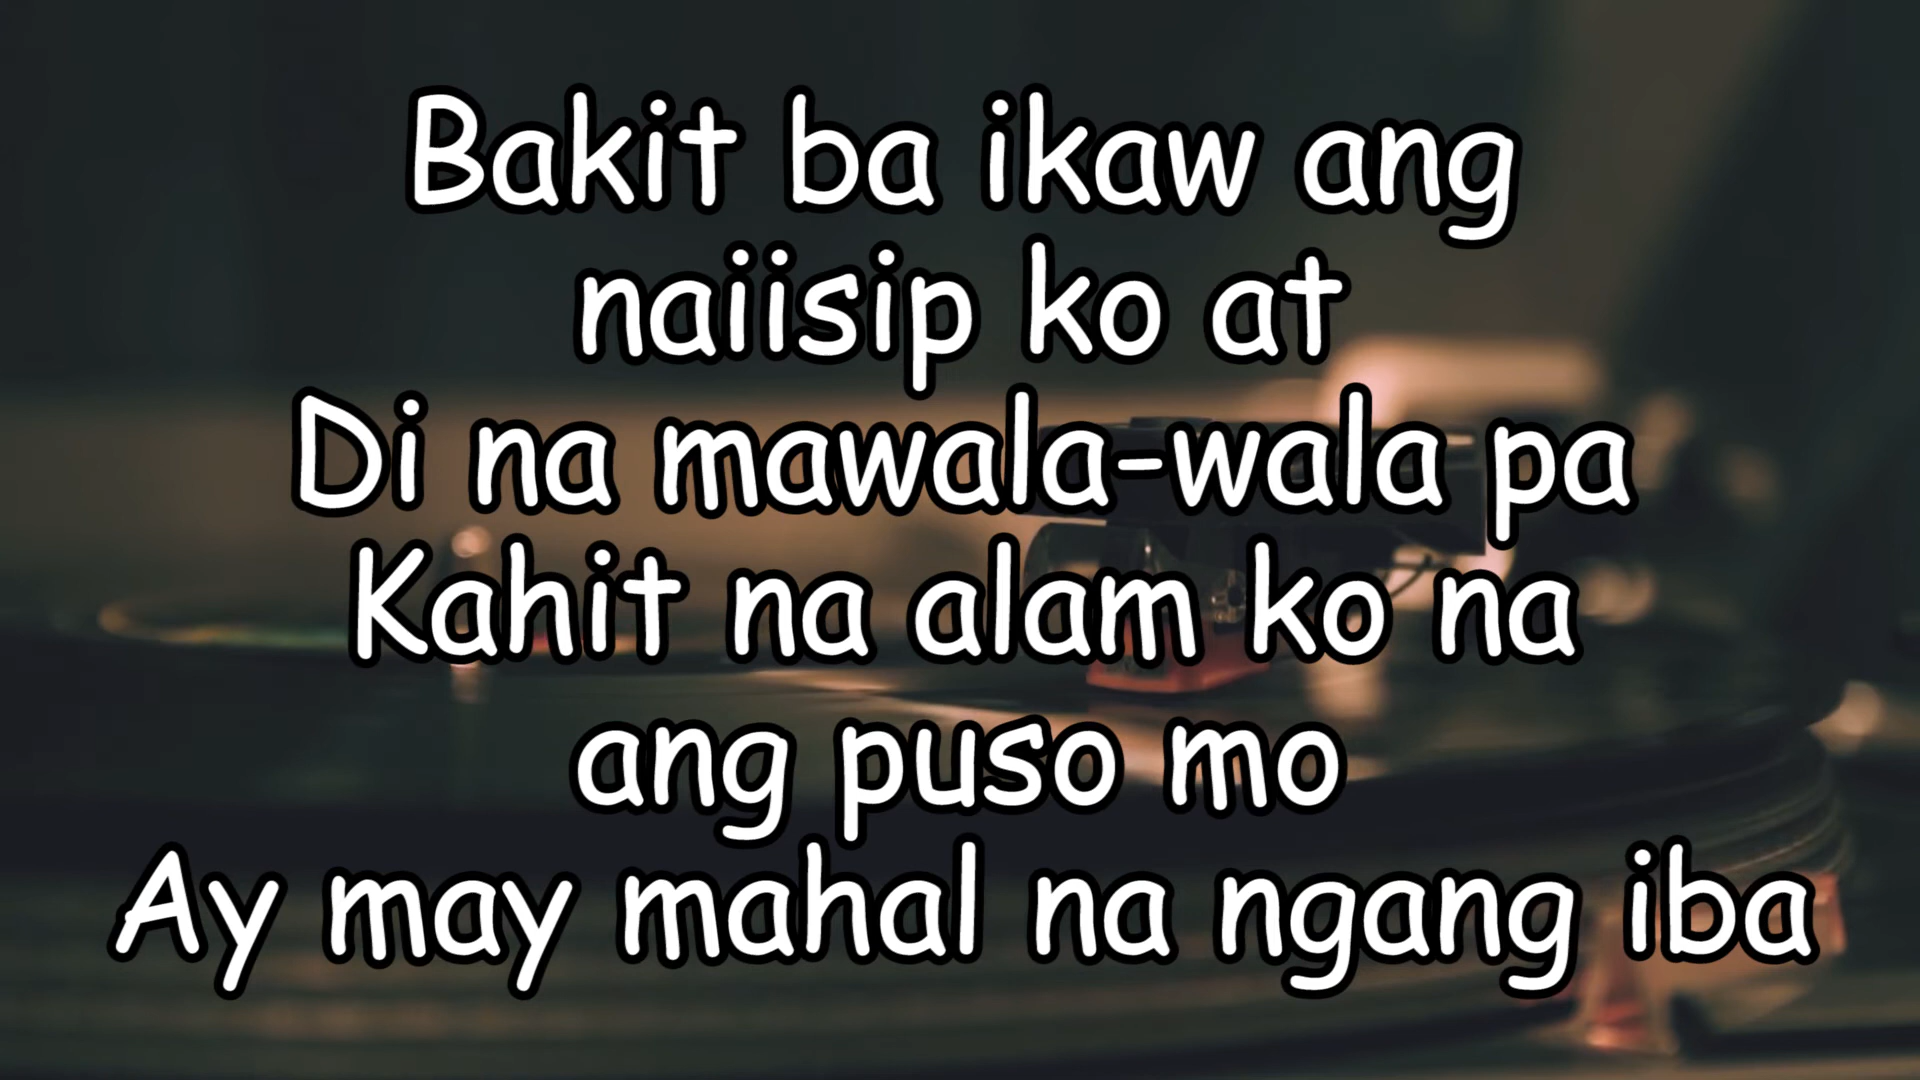 Bakit ba ikaw ang
naiisip ko at
Di na mawala-wala pa
Kahit na alam ko na
ang puso mo
Ay may mahal na ngang iba